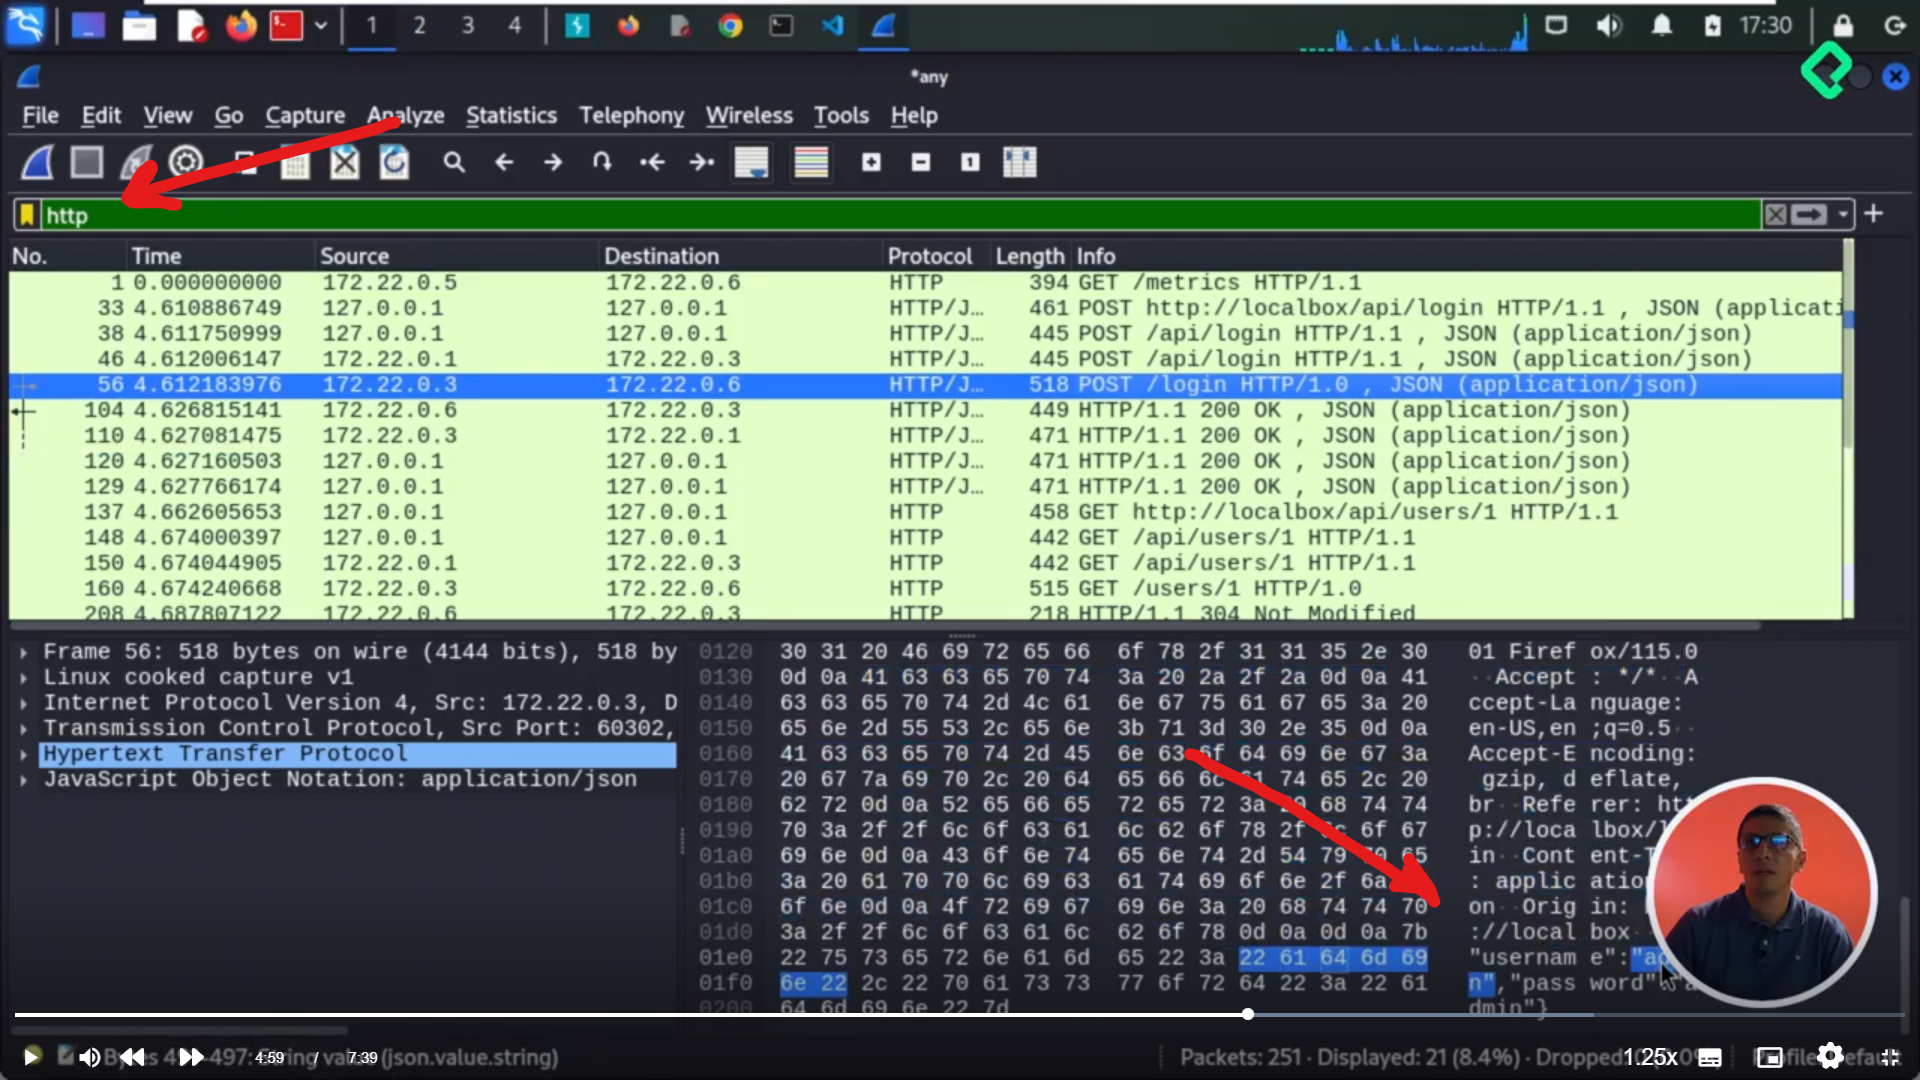 1 2 3 4 17:30
*any
File Edit View Go Capture Analyze Statistics Telephony Wireless Tools Help
http
No. Time Source Destination Protocol Length Info
1 0.000000000 172.22.0.5 172.22.0.6 HTTP 394 GET /metrics HTTP/1.1
33 4.610886749 127.0.0.1 127.0.0.1 HTTP/J… 461 POST http://localbox/api/login HTTP/1.1 , JSON (applicati
38 4.611750999 127.0.0.1 127.0.0.1 HTTP/J… 445 POST /api/login HTTP/1.1 , JSON (application/json)
46 4.612006147 172.22.0.1 172.22.0.3 HTTP/J… 445 POST /api/login HTTP/1.1 , JSON (application/json)
56 4.612183976 172.22.0.3 172.22.0.6 HTTP/J… 518 POST /login HTTP/1.0 , JSON (application/json)
104 4.626815141 172.22.0.6 172.22.0.3 HTTP/J… 449 HTTP/1.1 200 OK , JSON (application/json)
110 4.627081475 172.22.0.3 172.22.0.1 HTTP/J… 471 HTTP/1.1 200 OK , JSON (application/json)
120 4.627160503 127.0.0.1 127.0.0.1 HTTP/J… 471 HTTP/1.1 200 OK , JSON (application/json)
129 4.627766174 127.0.0.1 127.0.0.1 HTTP/J… 471 HTTP/1.1 200 OK , JSON (application/json)
137 4.662605653 127.0.0.1 127.0.0.1 HTTP 458 GET http://localbox/api/users/1 HTTP/1.1
148 4.674000397 127.0.0.1 127.0.0.1 HTTP 442 GET /api/users/1 HTTP/1.1
150 4.674044905 172.22.0.1 172.22.0.3 HTTP 442 GET /api/users/1 HTTP/1.1
160 4.674240668 172.22.0.3 172.22.0.6 HTTP 515 GET /users/1 HTTP/1.0
208 4.687807122 172.22.0.6 172.22.0.3 HTTP 218 HTTP/1.1 304 Not Modified
Frame 56: 518 bytes on wire (4144 bits), 518 by
Linux cooked capture v1
Internet Protocol Version 4, Src: 172.22.0.3, D
Transmission Control Protocol, Src Port: 60302,
Hypertext Transfer Protocol
JavaScript Object Notation: application/json
0120 30 31 20 46 69 72 65 66 6f 78 2f 31 31 35 2e 30 01 Firef ox/115.0
0130 0d 0a 41 63 63 65 70 74 3a 20 2a 2f 2a 0d 0a 41 ··Accept : */*··A
0140 63 63 65 70 74 2d 4c 61 6e 67 75 61 67 65 3a 20 ccept-La nguage:
0150 65 6e 2d 55 53 2c 65 6e 3b 71 3d 30 2e 35 0d 0a en-US,en ;q=0.5··
0160 41 63 63 65 70 74 2d 45 6e 63 6f 64 69 6e 67 3a Accept-E ncoding:
0170 20 67 7a 69 70 2c 20 64 65 66 6c 61 74 65 2c 20 gzip, d eflate,
0180 62 72 0d 0a 52 65 66 65 72 65 72 3a 20 68 74 74 br··Refe rer: htt
0190 70 3a 2f 2f 6c 6f 63 61 6c 62 6f 78 2f 6c 6f 67 p://loca lbox/l
01a0 69 6e 0d 0a 43 6f 6e 74 65 6e 74 2d 54 79 70 65 in··Cont ent-T
01b0 3a 20 61 70 70 6c 69 63 61 74 69 6f 6e 2f 6a : applic ation
01c0 6f 6e 0d 0a 4f 72 69 67 69 6e 3a 20 68 74 74 70 on··Orig in:
01d0 3a 2f 2f 6c 6f 63 61 6c 62 6f 78 0d 0a 0d 0a 7b ://local box··
01e0 22 75 73 65 72 6e 61 6d 65 22 3a 22 61 64 6d 69 "usernam e":"ad
01f0 6e 22 2c 22 70 61 73 73 77 6f 72 64 22 3a 22 61 n","pass word" a
0200 64 6d 69 6e 22 7d dmin"}
4:59 / 7:39
String value (json.value.string)
Packets: 251 · Displayed: 21 (8.4%) · Dropped:
1.25x